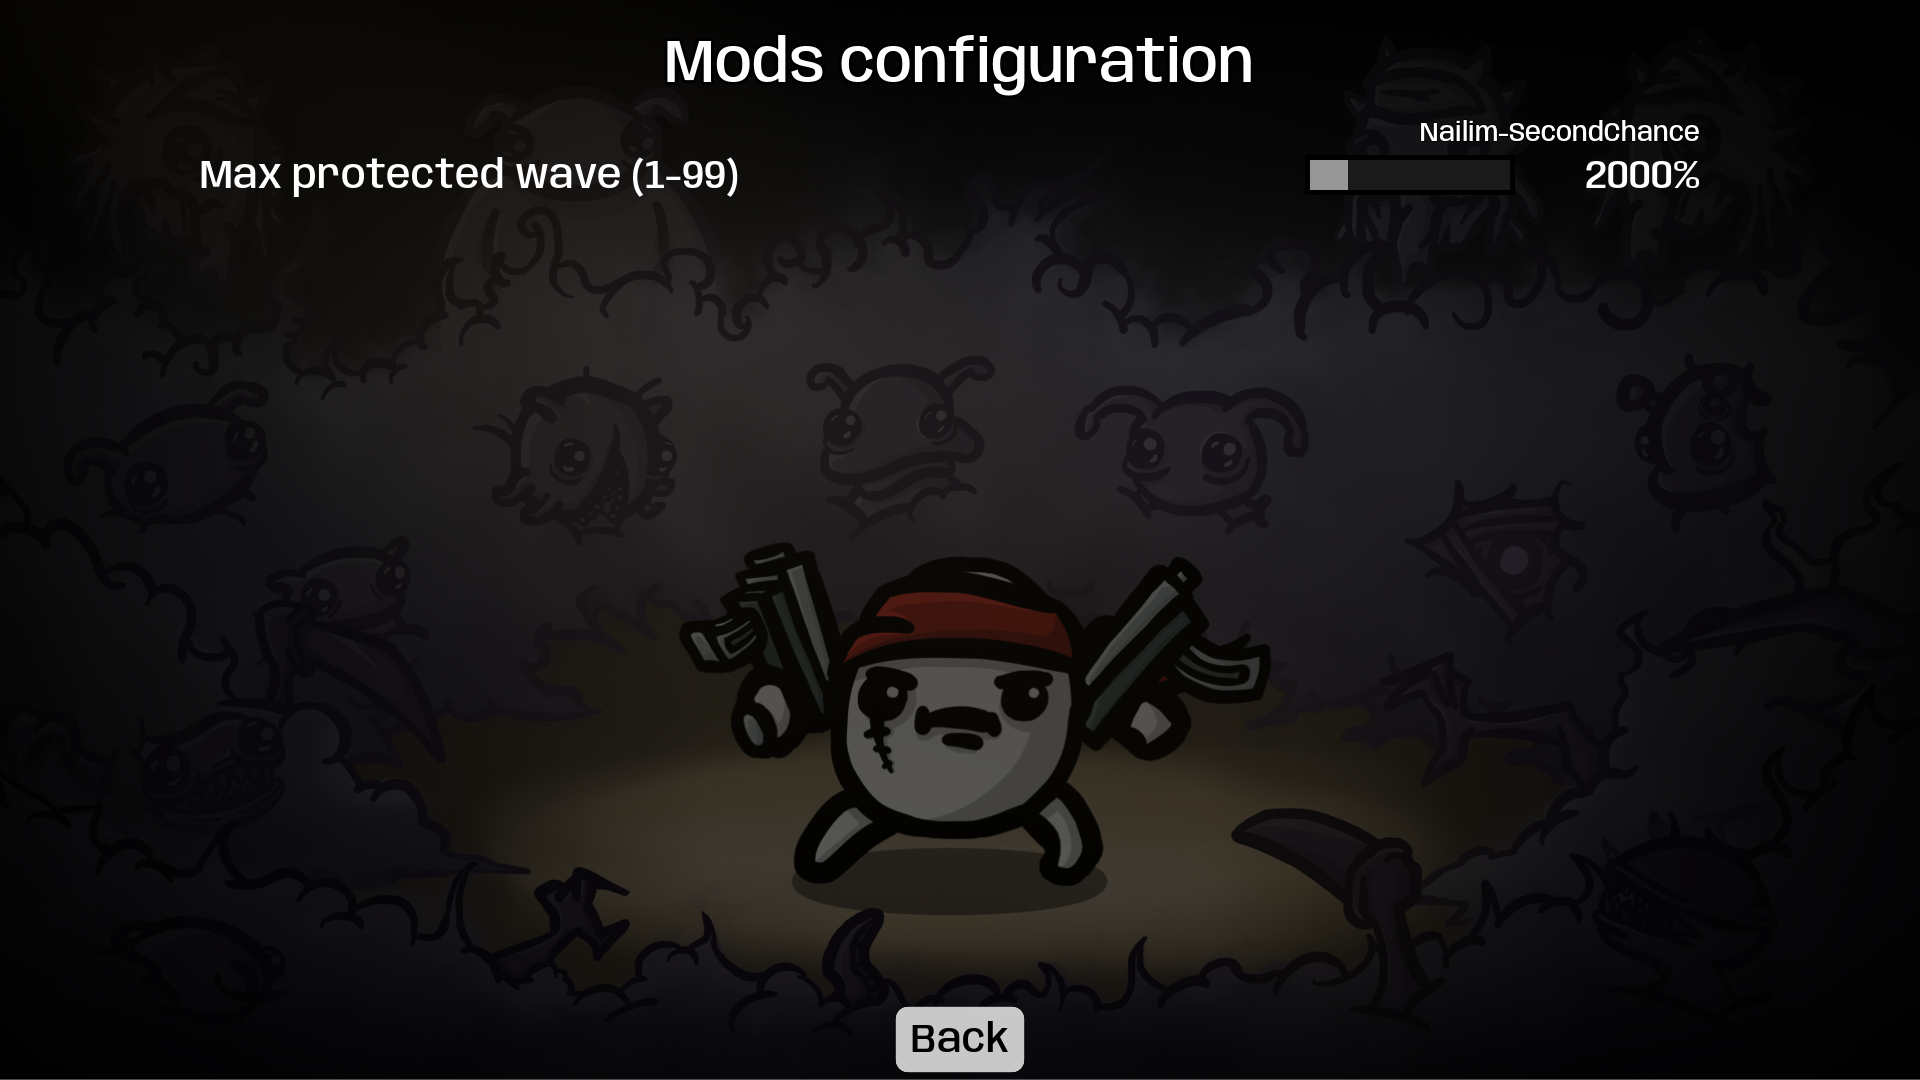 Mods configuration
Nailim-SecondChance
Max protected wave (1-99)
2000%
Back